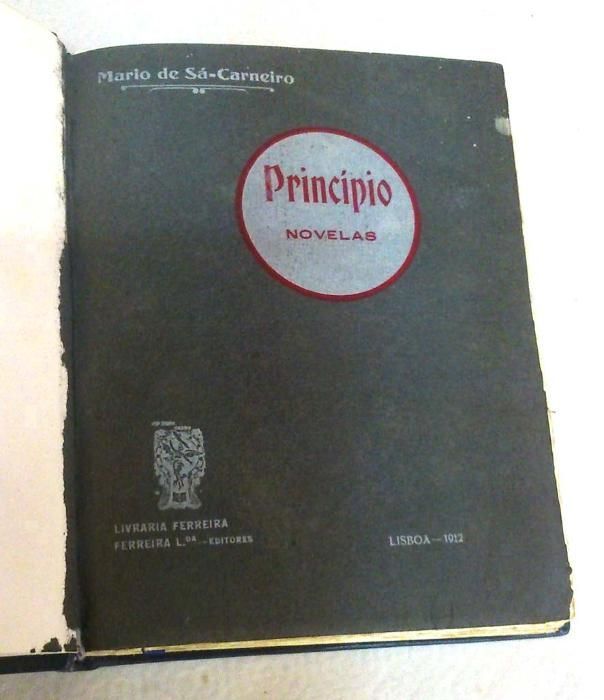 Mario de Sá-Carneiro
Princípio
NOVELAS
LIVRARIA FERREIRA
FERREIRA L.DA—EDITORES
LISBOA—1912